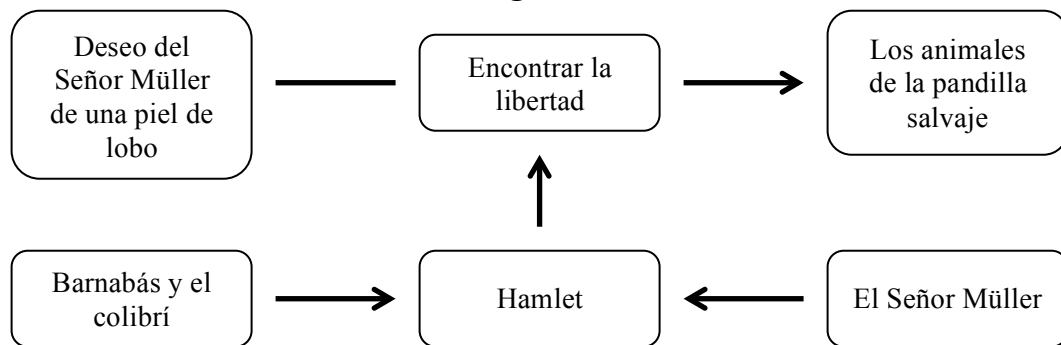 Deseo del
Señor Müller
de una piel de
lobo
Encontrar la
libertad
Los animales
de la pandilla
salvaje
Barnabás y el
colibrí
Hamlet
El Señor Müller